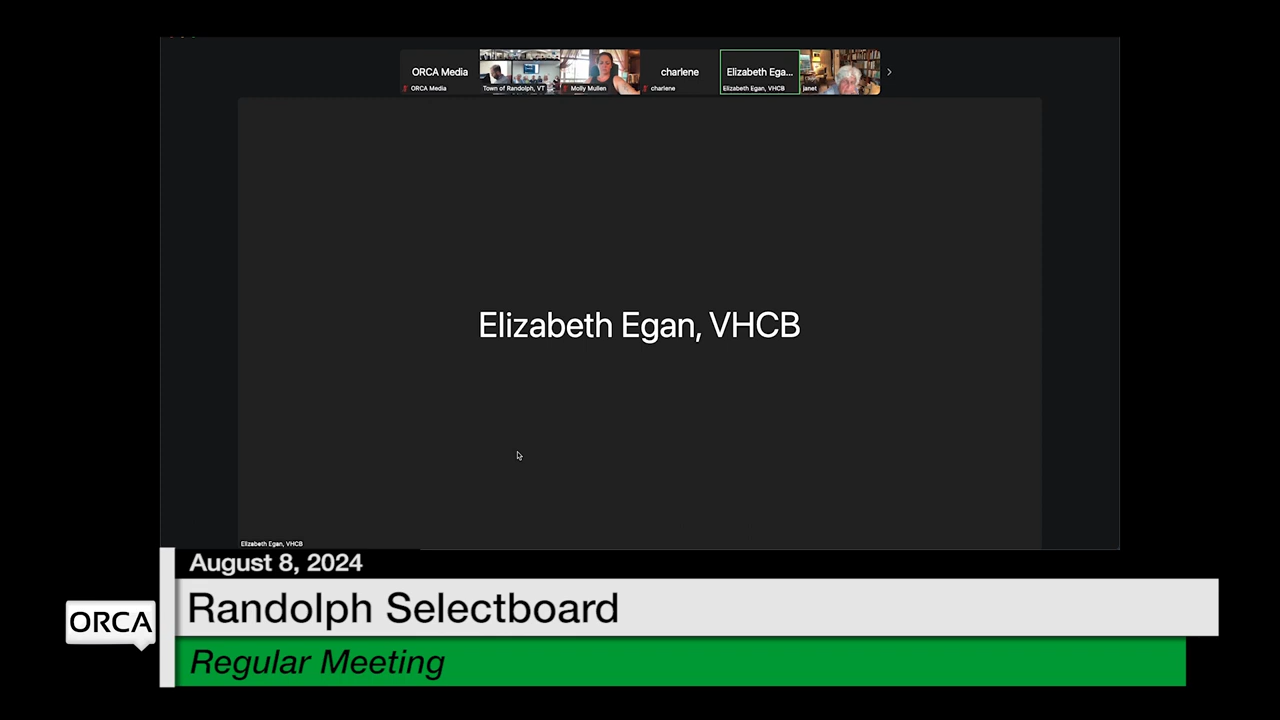 ORCA Media
charlene
Elizabeth Ega...
ORCA Media
Town of Randolph, VT
Molly Mullen
charlene
Elizabeth Egan, VHCB
janet
Elizabeth Egan, VHCB
Elizabeth Egan, VHCB
August 8, 2024
Randolph Selectboard
ORCA
Regular Meeting